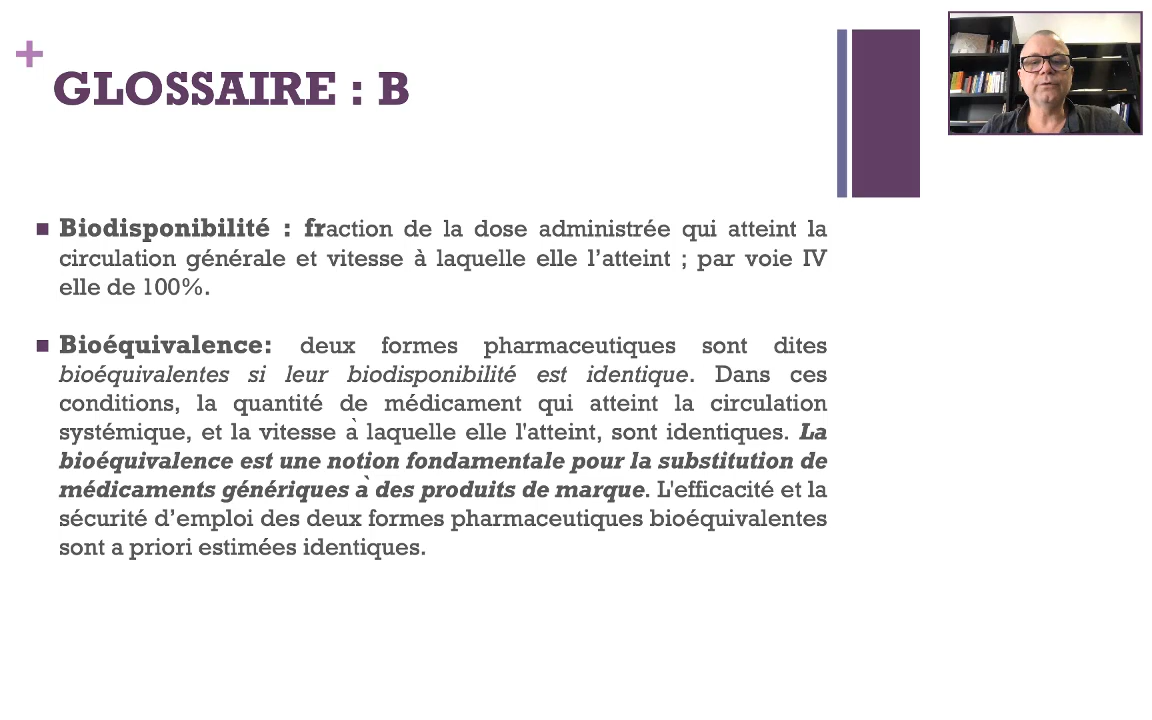 +
GLOSSAIRE : B
■ Biodisponibilité : fraction de la dose administrée qui atteint la
circulation générale et vitesse à laquelle elle l’atteint ; par voie IV
elle de 100%.
■ Bioéquivalence: deux formes pharmaceutiques sont dites
bioéquivalentes si leur biodisponibilité est identique. Dans ces
conditions, la quantité de médicament qui atteint la circulation
systémique, et la vitesse à laquelle elle l'atteint, sont identiques. La
bioéquivalence est une notion fondamentale pour la substitution de
médicaments génériques à des produits de marque. L'efficacité et la
sécurité d’emploi des deux formes pharmaceutiques bioéquivalentes
sont a priori estimées identiques.